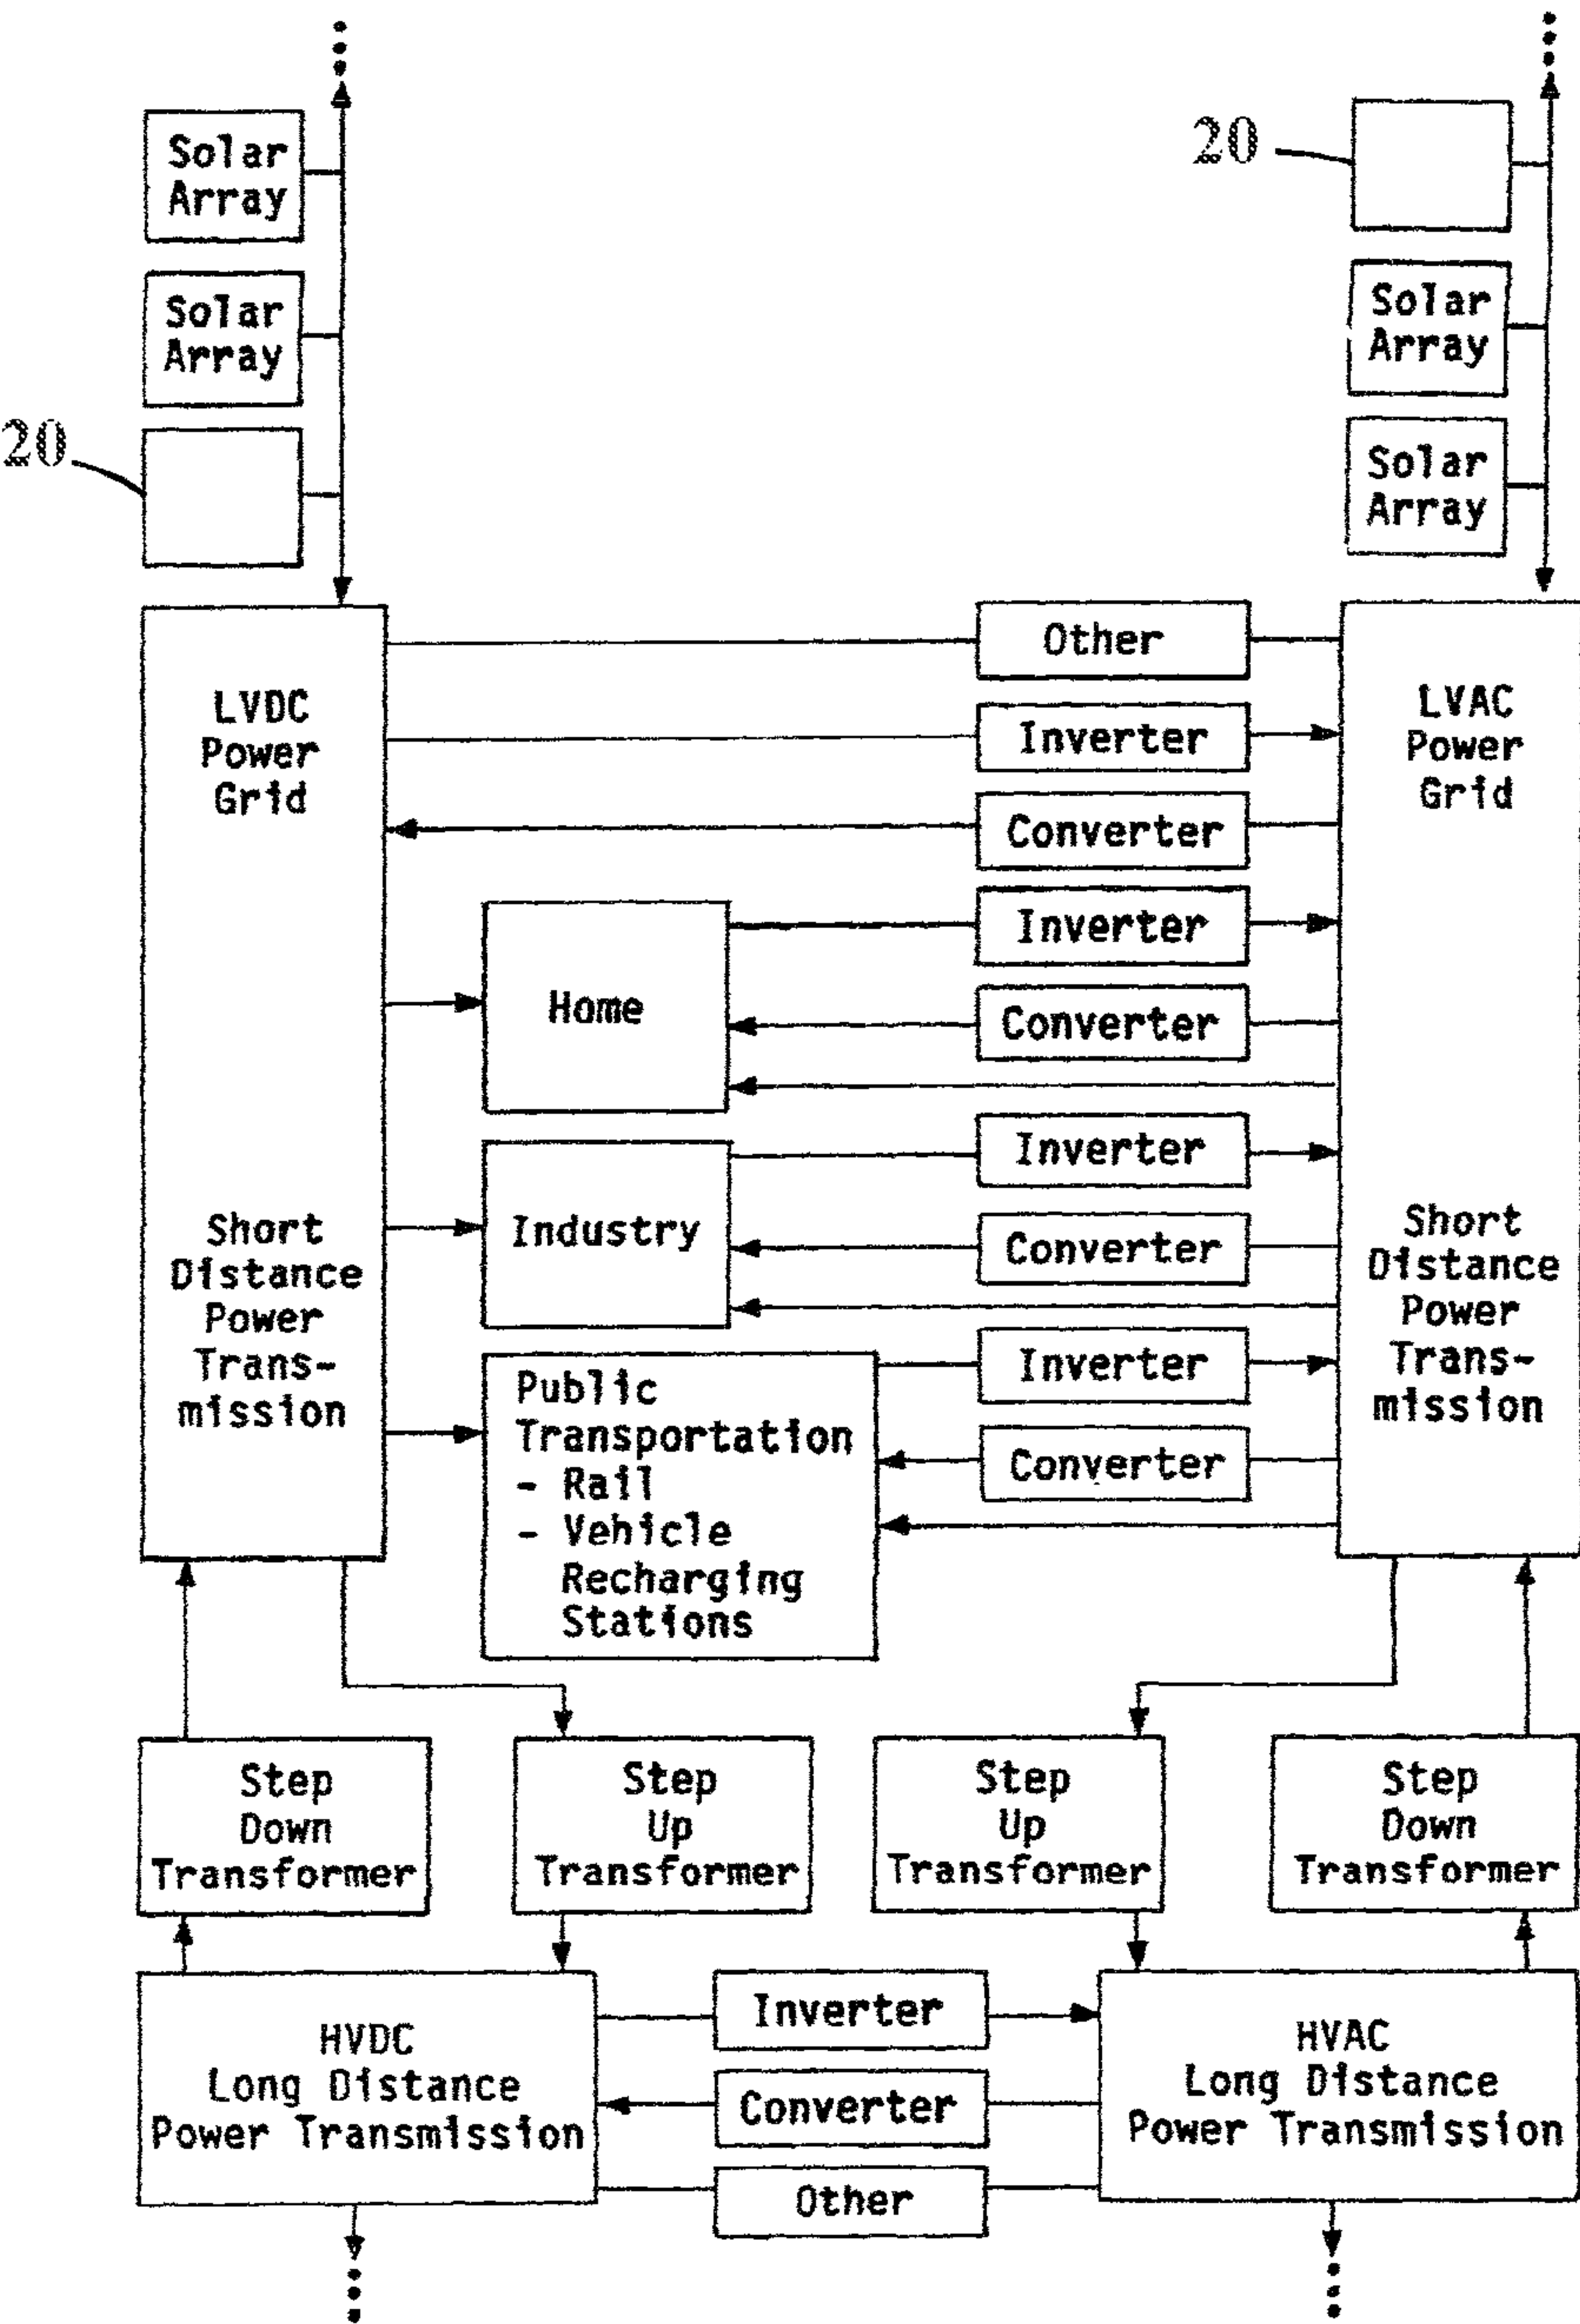 Solar
Array
20
Solar
Array
Solar
Array
20
Solar
Array
LVDC
Power
Grid
Short
Distance
Power
Trans-
mission
Other
Inverter
Converter
Inverter
Converter
Inverter
Converter
Inverter
Converter
Home
Industry
Public
Transportation
- Rail
- Vehicle
Recharging
Stations
LVAC
Power
Grid
Short
Distance
Power
Trans-
mission
Step
Down
Transformer
Step
Up
Transformer
Step
Up
Transformer
Step
Down
Transformer
HVDC
Long Distance
Power Transmission
Inverter
Converter
Other
HVAC
Long Distance
Power Transmission